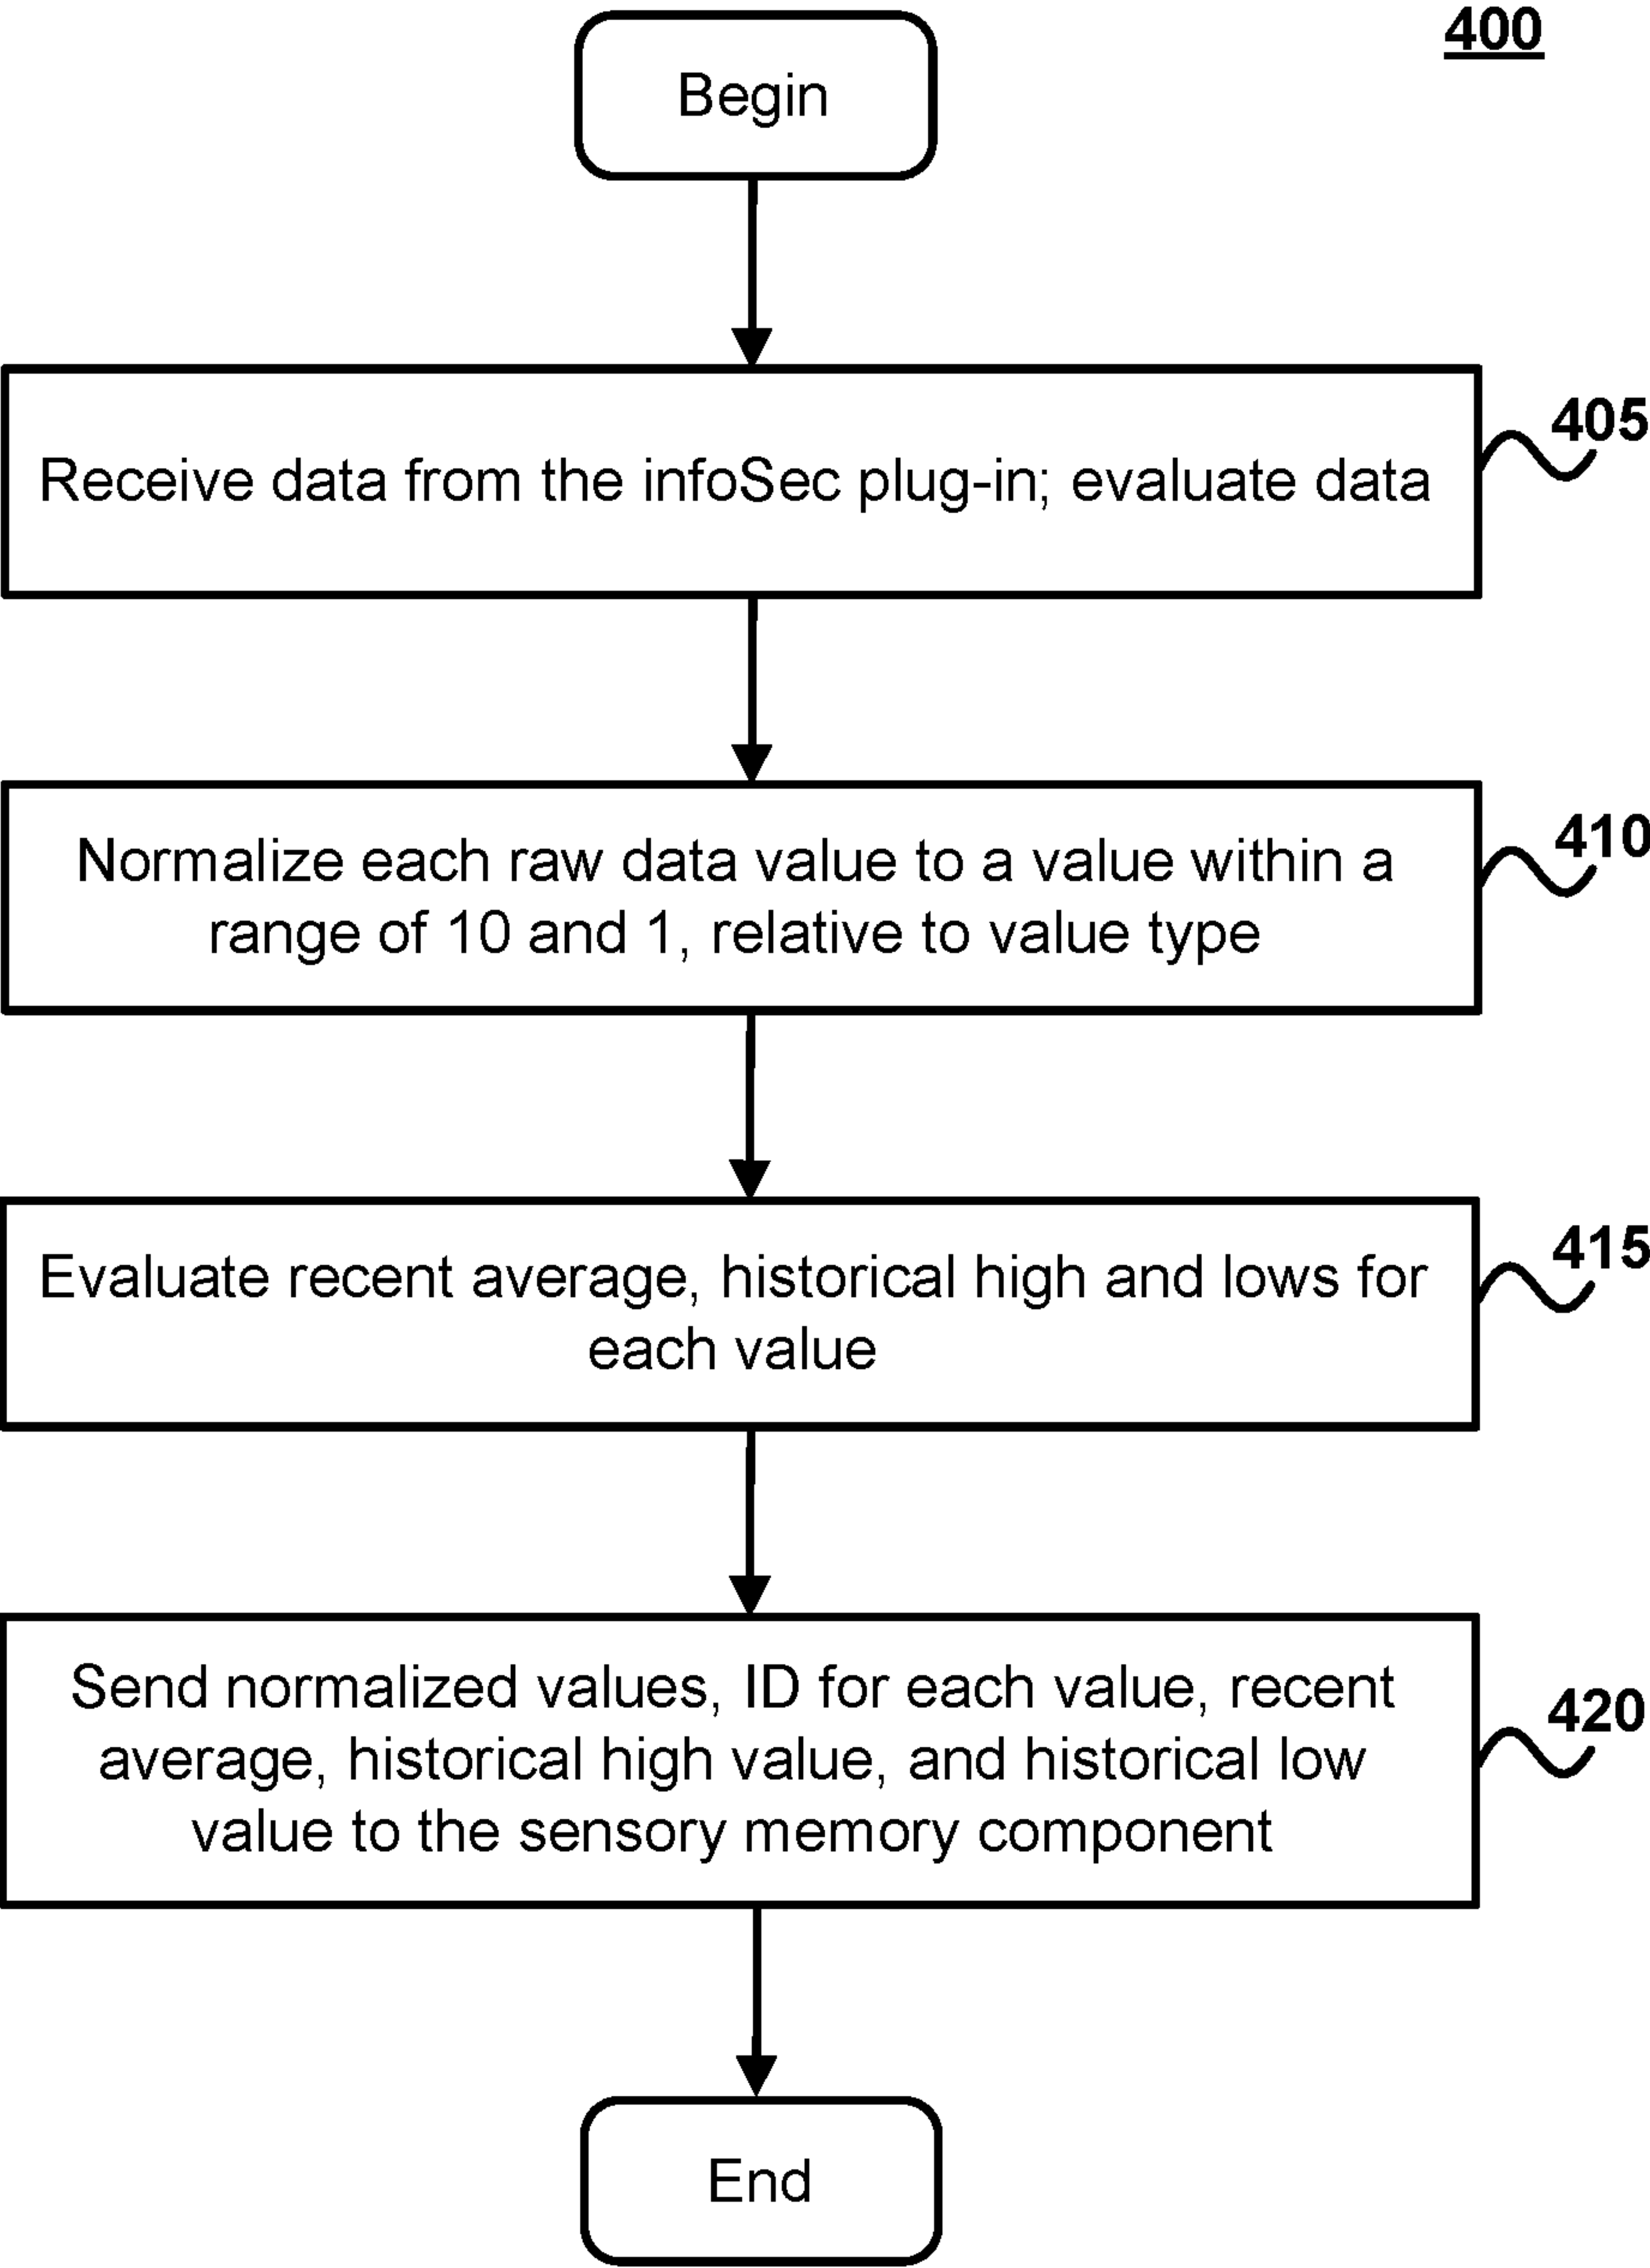 400
Begin
405
Receive data from the infoSec plug-in; evaluate data
410
Normalize each raw data value to a value within a
range of 10 and 1, relative to value type
415
Evaluate recent average, historical high and lows for
each value
420
Send normalized values, ID for each value, recent
average, historical high value, and historical low
value to the sensory memory component
End